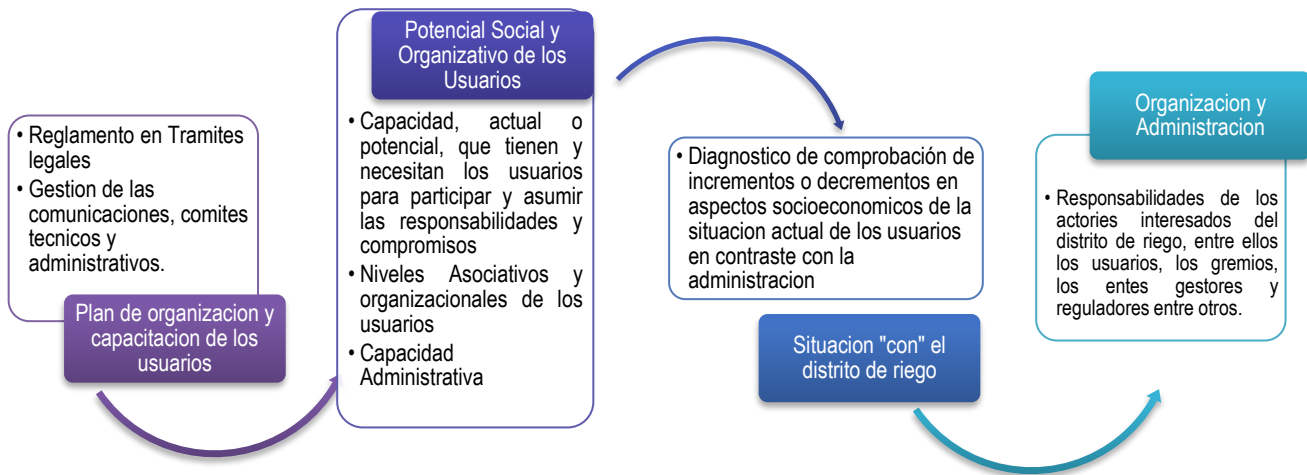 • Reglamento en Tramites
legales
• Gestion de las
comunicaciones, comites
tecnicos y
administrativos.
Plan de organizacion y
capacitacion de los
usuarios
Potencial Social y
Organizativo de los
Usuarios
• Capacidad, actual o
potencial, que tienen y
necesitan los usuarios
para participar y asumir
las responsabilidades y
compromisos
• Niveles Asociativos y
organizacionales de los
usuarios
• Capacidad
Administrativa
• Diagnostico de comprobación de
incrementos o decrementos en
aspectos socioeconomicos de la
situacion actual de los usuarios
en contraste con la
administracion
Situacion "con" el
distrito de riego
Organizacion y
Administracion
• Responsabilidades de los
actories interesados del
distrito de riego, entre ellos
los usuarios, los gremios,
los entes gestores y
reguladores entre otros.